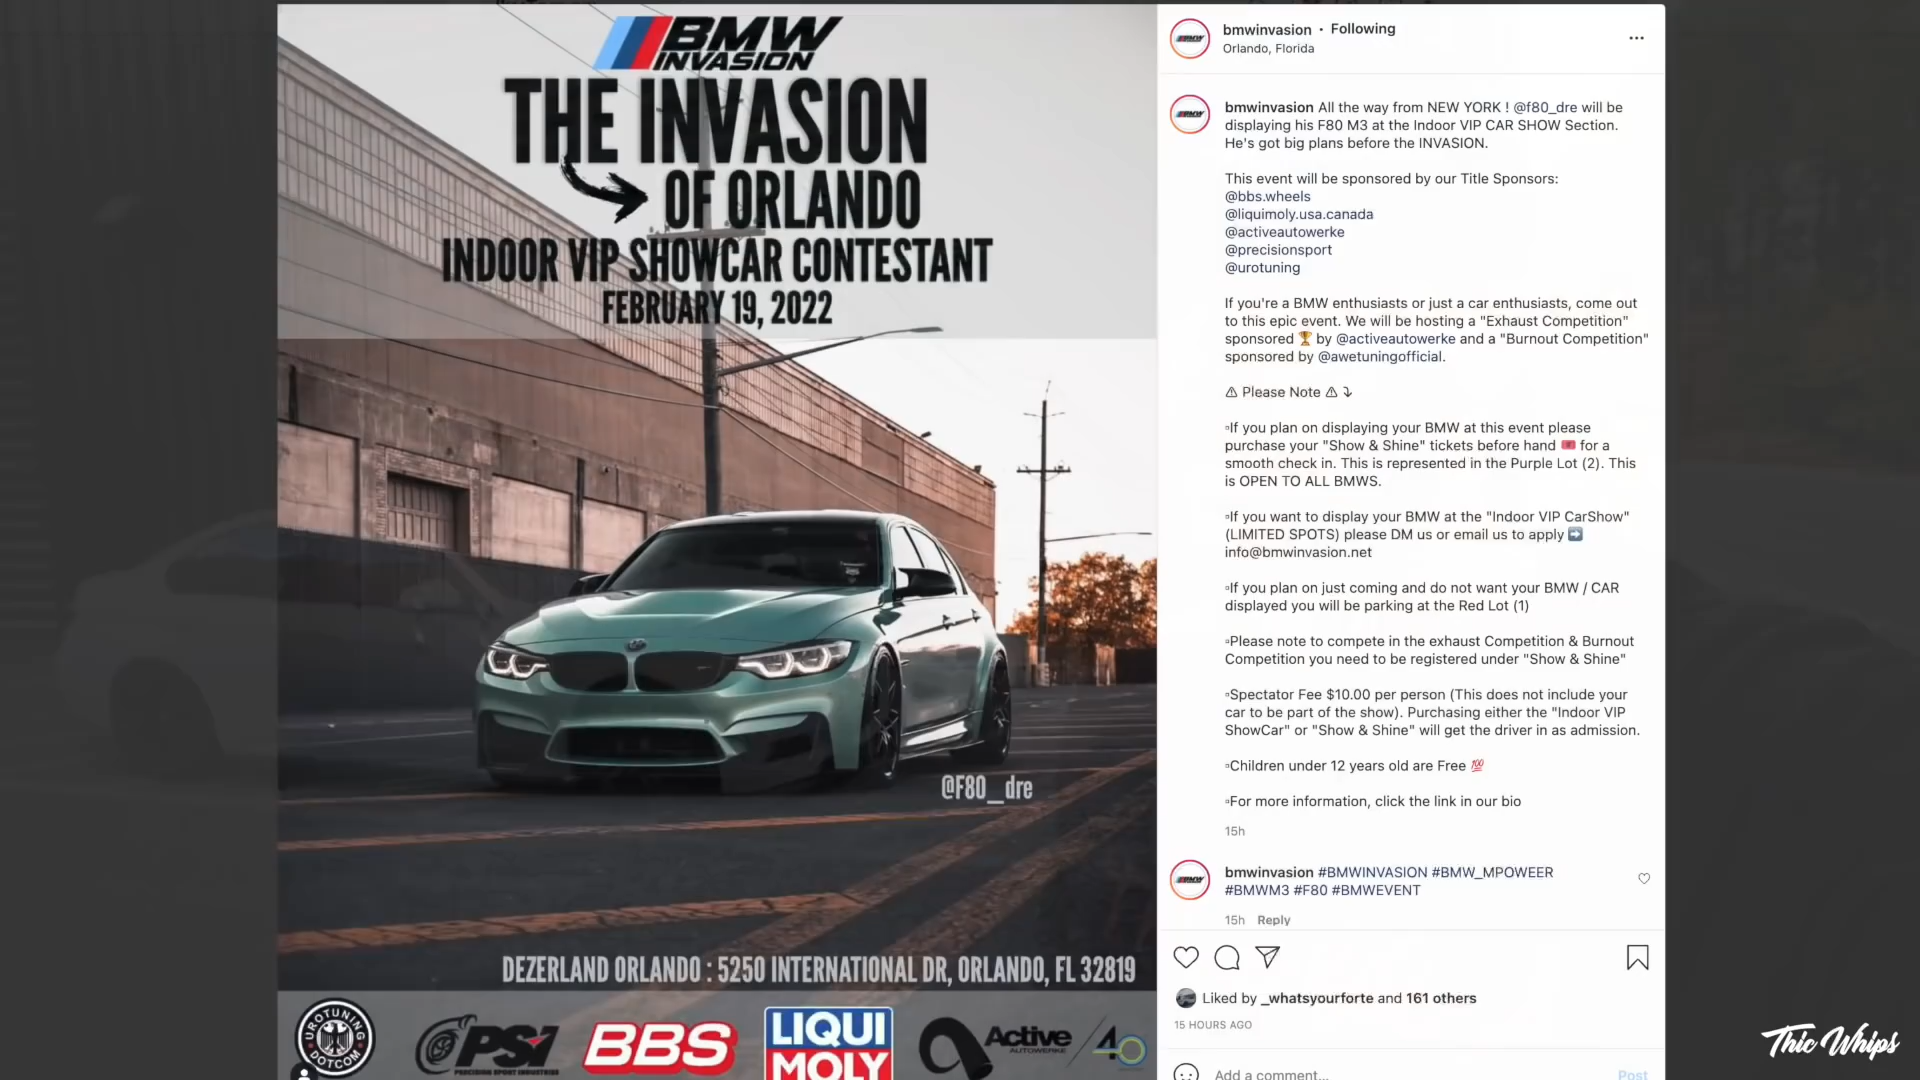 BMW
INVASION
THE INVASION
OF ORLANDO
INDOOR VIP SHOWCAR CONTESTANT
FEBRUARY 19, 2022
@F80_dre
DEZERLAND ORLANDO : 5250 INTERNATIONAL DR, ORLANDO, FL 32819
UROTUNING
DOTCOM
PSI
PRECISION SPORT INDUSTRIES
BBS
LIQUI
MOLY
Active
AUTOWERKE
40
bmwinvasion • Following
Orlando, Florida
bmwinvasion All the way from NEW YORK ! @f80_dre will be
displaying his F80 M3 at the Indoor VIP CAR SHOW Section.
He's got big plans before the INVASION.
This event will be sponsored by our Title Sponsors:
@bbs.wheels
@liquimoly.usa.canada
@activeautowerke
@precisionsport
@urotuning
If you're a BMW enthusiasts or just a car enthusiasts, come out
to this epic event. We will be hosting a "Exhaust Competition"
sponsored 🏆 by @activeautowerke and a "Burnout Competition"
sponsored by @awetuningofficial.
⚠ Please Note ⚠ ⤵
▫If you plan on displaying your BMW at this event please
purchase your "Show & Shine" tickets before hand 🎟 for a
smooth check in. This is represented in the Purple Lot (2). This
is OPEN TO ALL BMWS.
▫If you want to display your BMW at the "Indoor VIP CarShow"
(LIMITED SPOTS) please DM us or email us to apply ➡
info@bmwinvasion.net
▫If you plan on just coming and do not want your BMW / CAR
displayed you will be parking at the Red Lot (1)
▫Please note to compete in the exhaust Competition & Burnout
Competition you need to be registered under "Show & Shine"
▫Spectator Fee $10.00 per person (This does not include your
car to be part of the show). Purchasing either the "Indoor VIP
ShowCar" or "Show & Shine" will get the driver in as admission.
▫Children under 12 years old are Free 💯
▫For more information, click the link in our bio
15h
bmwinvasion #BMWINVASION #BMW_MPOWEER
#BMWM3 #F80 #BMWEVENT
15h Reply
Liked by _whatsyourforte and 161 others
15 HOURS AGO
Add a comment...
Post
Thic Whips